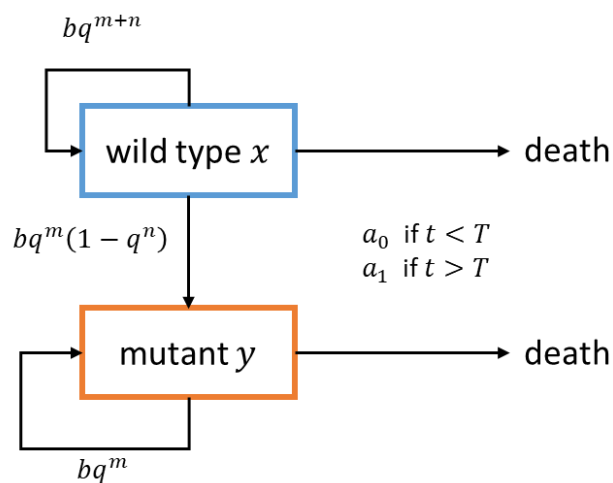 bq^{m+n}
wild type x
death
bq^m(1 − q^n)
a_0 if t < T
a_1 if t > T
mutant y
death
bq^m